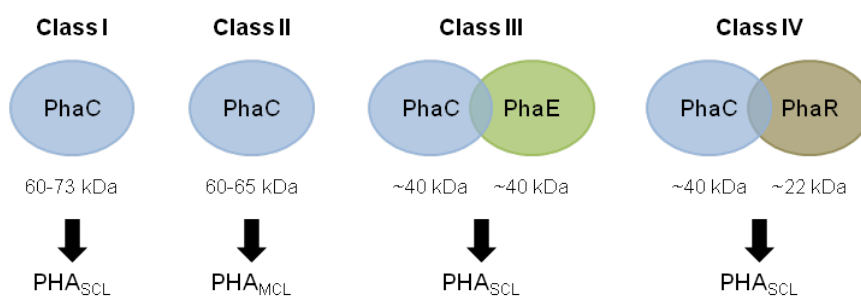 Class I Class II Class III Class IV
PhaC PhaC PhaC PhaE PhaC PhaR
60-73 kDa 60-65 kDa ~40 kDa ~40 kDa ~40 kDa ~22 kDa
PHASCL PHAMCL PHASCL PHASCL